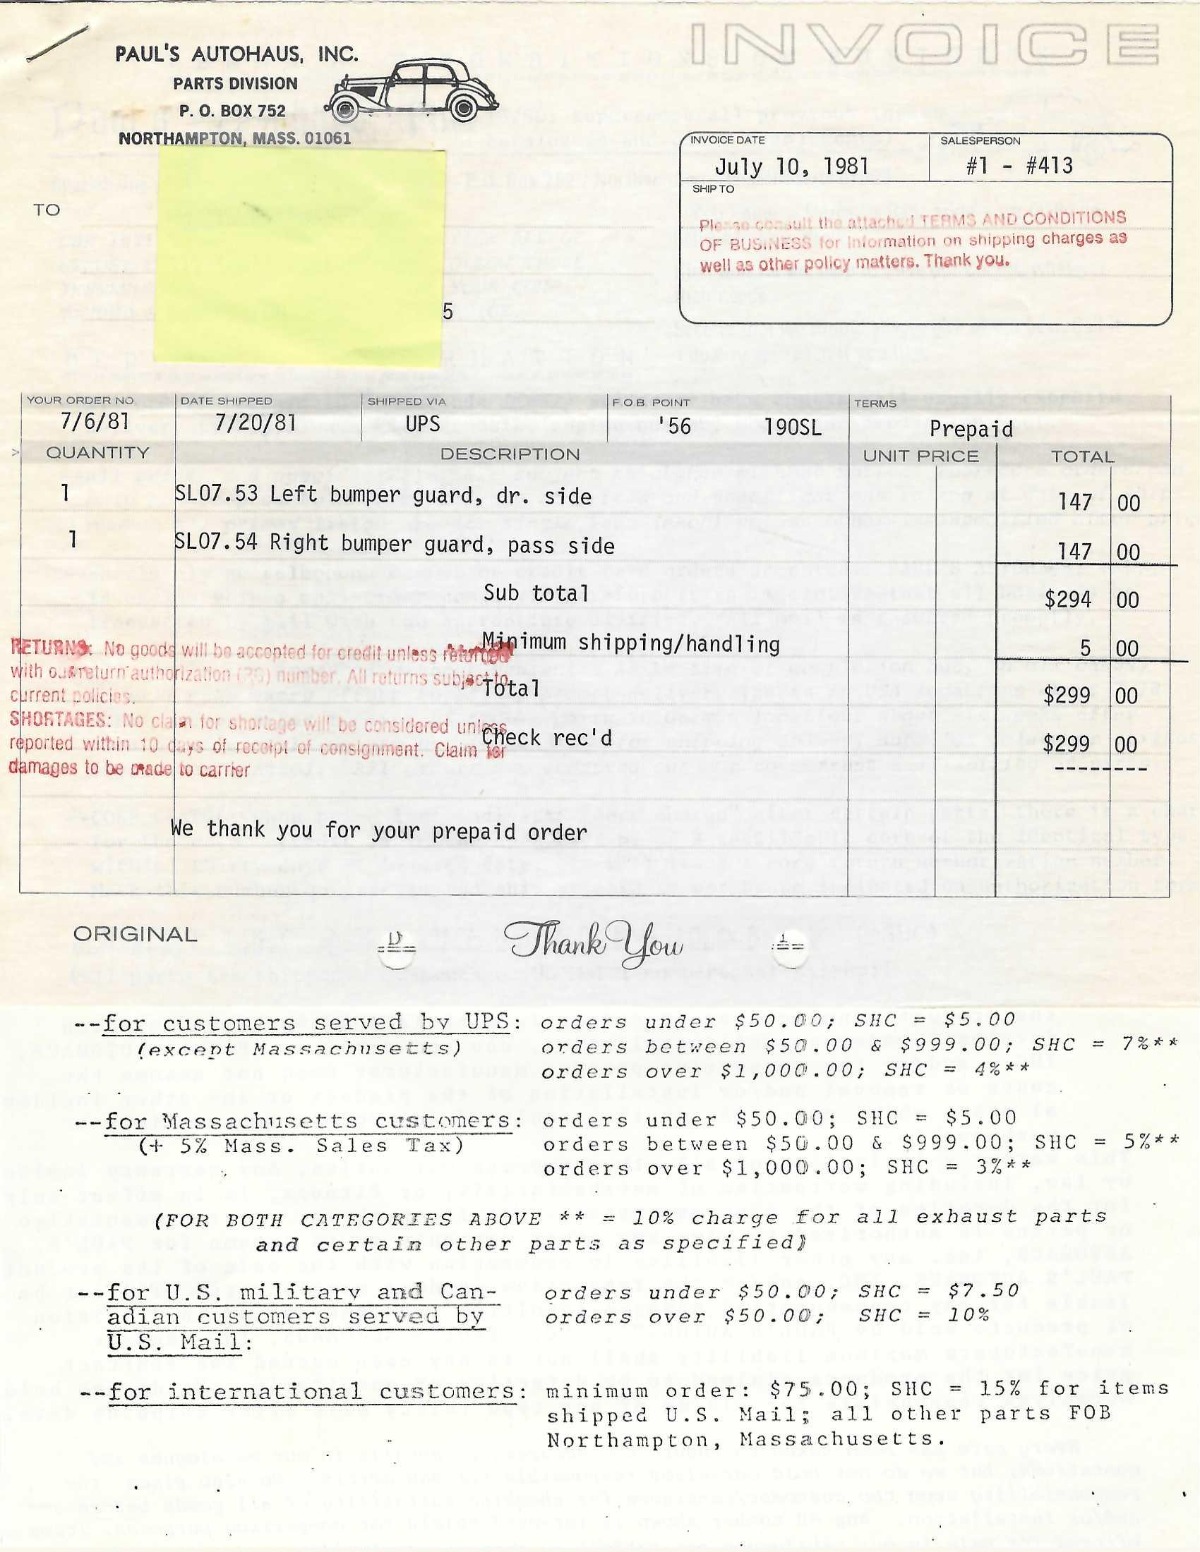 INVOICE
PAUL'S AUTOHAUS, INC.
PARTS DIVISION
P. O. BOX 752
NORTHAMPTON, MASS. 01061
INVOICE DATE SALESPERSON
July 10, 1981 #1 - #413
SHIP TO
Please consult the attached TERMS AND CONDITIONS
OF BUSINESS for information on shipping charges as
well as other policy matters. Thank you.
TO
5
YOUR ORDER NO. DATE SHIPPED SHIPPED VIA F.O.B. POINT TERMS
7/6/81 7/20/81 UPS '56 190SL Prepaid
QUANTITY DESCRIPTION UNIT PRICE TOTAL
1 SL07.53 Left bumper guard, dr. side 147 00
1 SL07.54 Right bumper guard, pass side 147 00
Sub total $294 00
Minimum shipping/handling 5 00
Total $299 00
Check rec'd $299 00
---------
RETURNS: No goods will be accepted for credit unless returned
with our return authorization (RG) number. All returns subject to
current policies.
SHORTAGES: No claim for shortage will be considered unless
reported within 10 days of receipt of consignment. Claim for
damages to be made to carrier
We thank you for your prepaid order
ORIGINAL Thank You
--for customers served by UPS: orders under $50.00; SHC = $5.00
(except Massachusetts) orders between $50.00 & $999.00; SHC = 7%**
orders over $1,000.00; SHC = 4%**
--for Massachusetts customers: orders under $50.00; SHC = $5.00
(+ 5% Mass. Sales Tax) orders between $50.00 & $999.00; SHC = 5%**
orders over $1,000.00; SHC = 3%**
(FOR BOTH CATEGORIES ABOVE ** = 10% charge for all exhaust parts
and certain other parts as specified)
--for U.S. military and Can- orders under $50.00; SHC = $7.50
adian customers served by orders over $50.00; SHC = 10%
U.S. Mail:
--for international customers: minimum order: $75.00; SHC = 15% for items
shipped U.S. Mail; all other parts FOB
Northampton, Massachusetts.